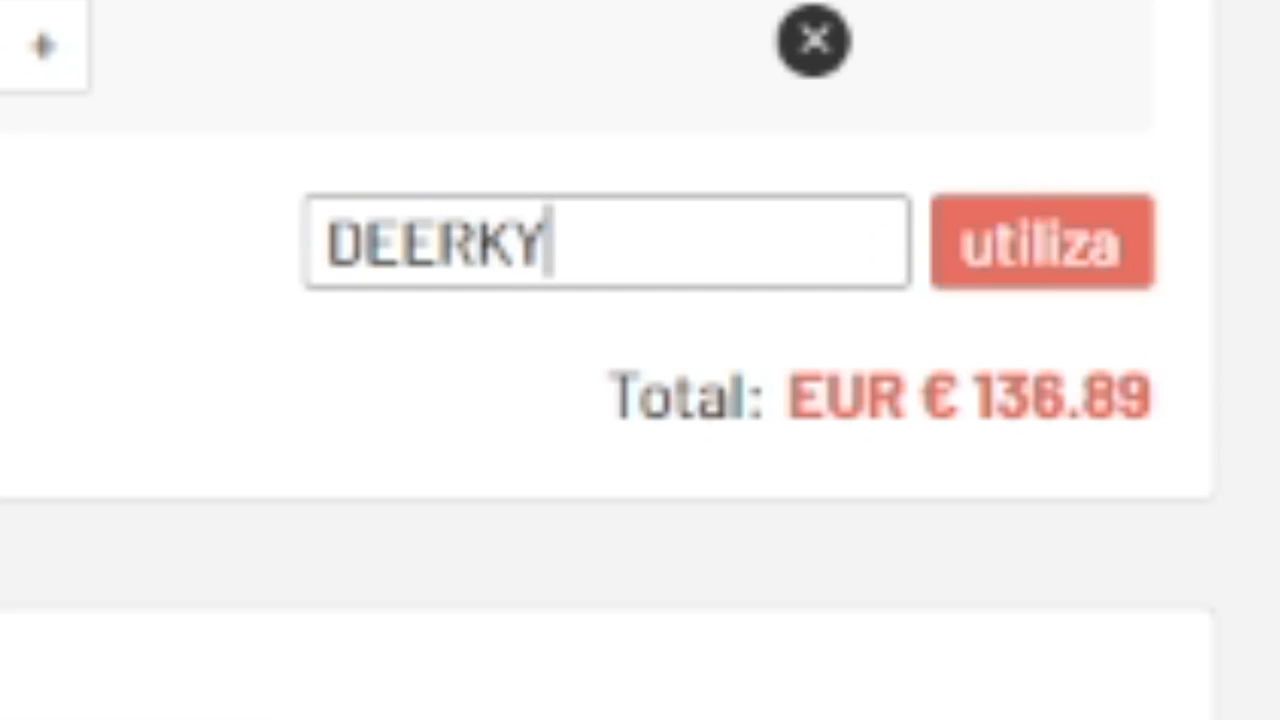 DEERKY utiliza
Total: EUR € 136.89